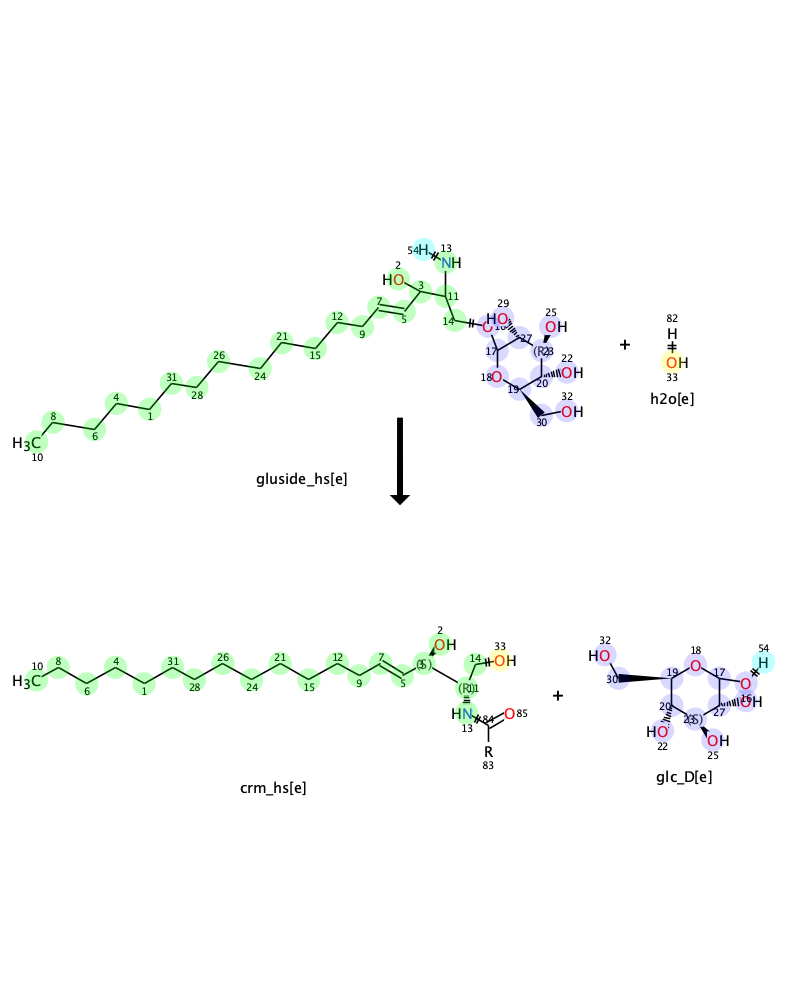 54 H 13 NH
2 HO 3 11
29 HO 25 OH
12 7 5 14 16 27 (R) 23
21 9 17 22 OH
26 15 18 O 20
31 24 19 32 OH
4 28 30
8 1
H₃C 6
10
+
82
H
OH
33
h2o[e]
gluside_hs[e]
2
OH
10 8 4 31 26 21 12 7 3 (S) 14 33 OH
H₃C 6 1 28 24 15 9 5 (R) 11
HN 84 O 85
13
R
83
+
crm_hs[e]
54
H
32 18
HO O 17 O
30 19 16
20 23 (S) 27 OH
HO OH
22 25
glc_D[e]